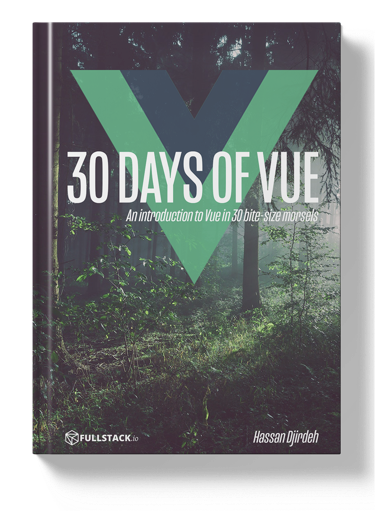 30 DAYS OF VUE
An introduction to Vue in 30 bite-size morsels
FULLSTACK.io
Hassan Djirdeh